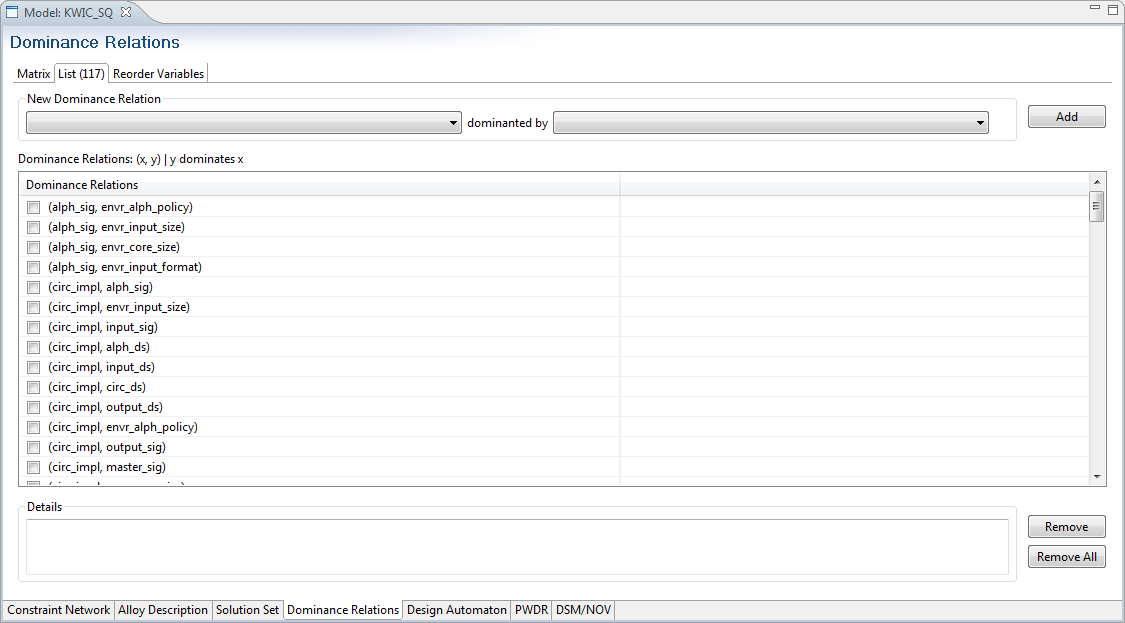 Model: KWIC_SQ
Dominance Relations
Matrix List (117) Reorder Variables
New Dominance Relation
dominanted by Add
Dominance Relations: (x, y) | y dominates x
Dominance Relations
(alph_sig, envr_alph_policy)
(alph_sig, envr_input_size)
(alph_sig, envr_core_size)
(alph_sig, envr_input_format)
(circ_impl, alph_sig)
(circ_impl, envr_input_size)
(circ_impl, input_sig)
(circ_impl, alph_ds)
(circ_impl, input_ds)
(circ_impl, circ_ds)
(circ_impl, output_ds)
(circ_impl, envr_alph_policy)
(circ_impl, output_sig)
(circ_impl, master_sig)
Details
Remove
Remove All
Constraint Network Alloy Description Solution Set Dominance Relations Design Automaton PWDR DSM/NOV